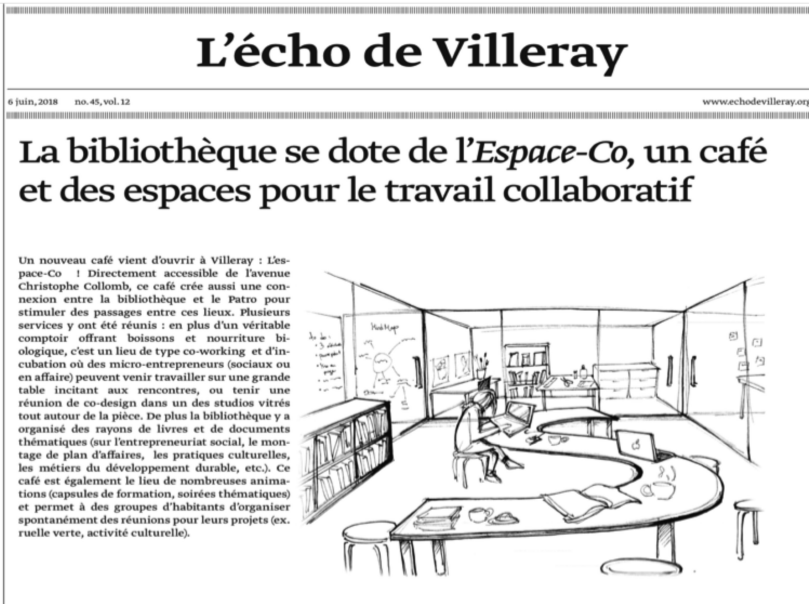 L'écho de Villeray
6 juin, 2018 no. 45, vol. 12
www.echodevilleray.org
La bibliothèque se dote de l'Espace-Co, un café
et des espaces pour le travail collaboratif
Un nouveau café vient d'ouvrir à Villeray : L'es-
pace-Co ! Directement accessible de l'avenue
Christophe Collomb, ce café crée aussi une con-
nexion entre la bibliothèque et le Patro pour
stimuler des passages entre ces lieux. Plusieurs
services y ont été réunis : en plus d'un véritable
comptoir offrant boissons et nourriture bi-
ologique, c'est un lieu de type co-working et d'in-
cubation où des micro-entrepreneurs (sociaux ou
en affaire) peuvent venir travailler sur une grande
table incitant aux rencontres, ou tenir une
réunion de co-design dans un des studios vitrés
tout autour de la pièce. De plus la bibliothèque y a
organisé des rayons de livres et de documents
thématiques (sur l'entrepreneuriat social, le mon-
tage de plan d'affaires, les pratiques culturelles,
les métiers du développement durable, etc.). Ce
café est également le lieu de nombreuses anima-
tions (capsules de formation, soirées thématiques)
et permet à des groupes d'habitants d'organiser
spontanément des réunions pour leurs projets (ex.
ruelle verte, activité culturelle).